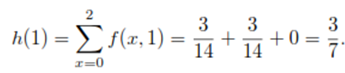 h(1) = \sum_{x=0}^{2} f(x, 1) = \frac{3}{14} + \frac{3}{14} + 0 = \frac{3}{7}.